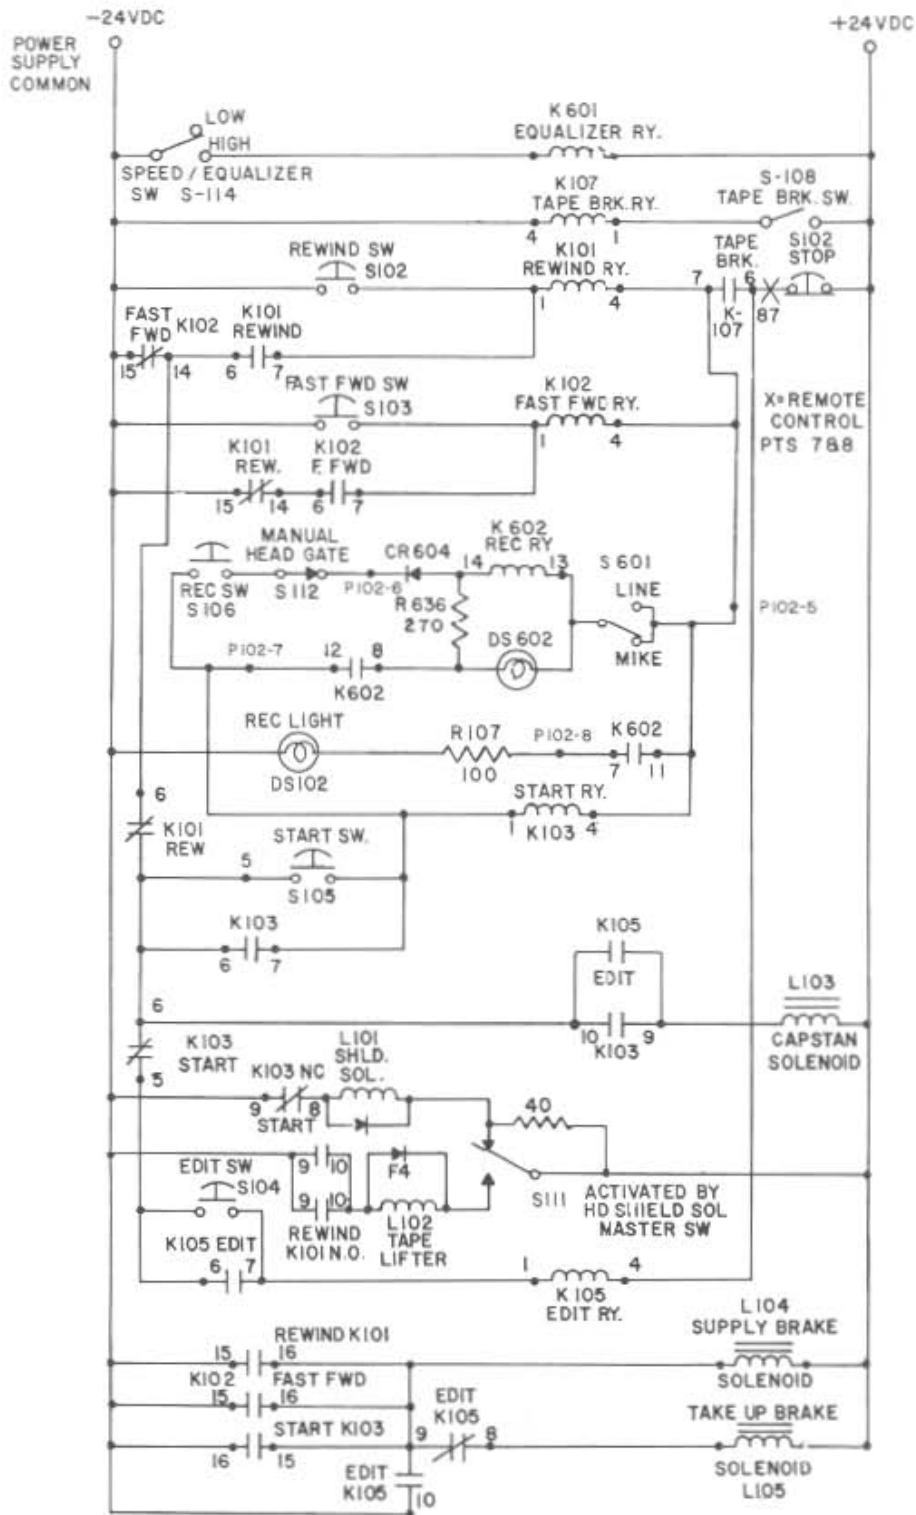 -24VDC
+24VDC
POWER
SUPPLY
COMMON
LOW
HIGH
SPEED / EQUALIZER
SW S-114
K601
EQUALIZER RY.
K107
TAPE BRK.RY.
4
1
S-108
TAPE BRK. SW.
REWIND SW
S102
K101
REWIND RY.
1
4
7
TAPE
BRK.
6
K-
107
87
S102
STOP
FAST
FWD
K102
15
14
K101
REWIND
6
7
FAST FWD SW
S103
K102
FAST FWD RY.
1
4
X=REMOTE
CONTROL
PTS 7&8
K101
REW.
15
14
K102
F. FWD
6
7
REC SW
S106
MANUAL
HEAD GATE
S112
P102-6
CR604
14
K602
REC RY
13
R636
270
S601
LINE
MIKE
P102-5
P102-7
12
8
K602
DS602
REC LIGHT
DS102
R107
100
P102-8
K602
7
11
START RY.
1
K103
4
6
K101
REW
5
START SW.
S105
K103
6
7
6
K105
EDIT
10
9
K103
L103
CAPSTAN
SOLENOID
K103
START
5
K103 NC
9
8
START
L101
SHLD.
SOL.
40
S111
ACTIVATED BY
HD SHIELD SOL
MASTER SW
EDIT SW
S104
9
10
9
10
REWIND
K101 N.O.
F4
L102
TAPE
LIFTER
K105 EDIT
6
7
1
4
K105
EDIT RY.
REWIND K101
15
16
K102
FAST FWD
15
16
START K103
16
15
L104
SUPPLY BRAKE
SOLENOID
EDIT
K105
9
8
TAKE UP BRAKE
SOLENOID
L105
EDIT
K105
10